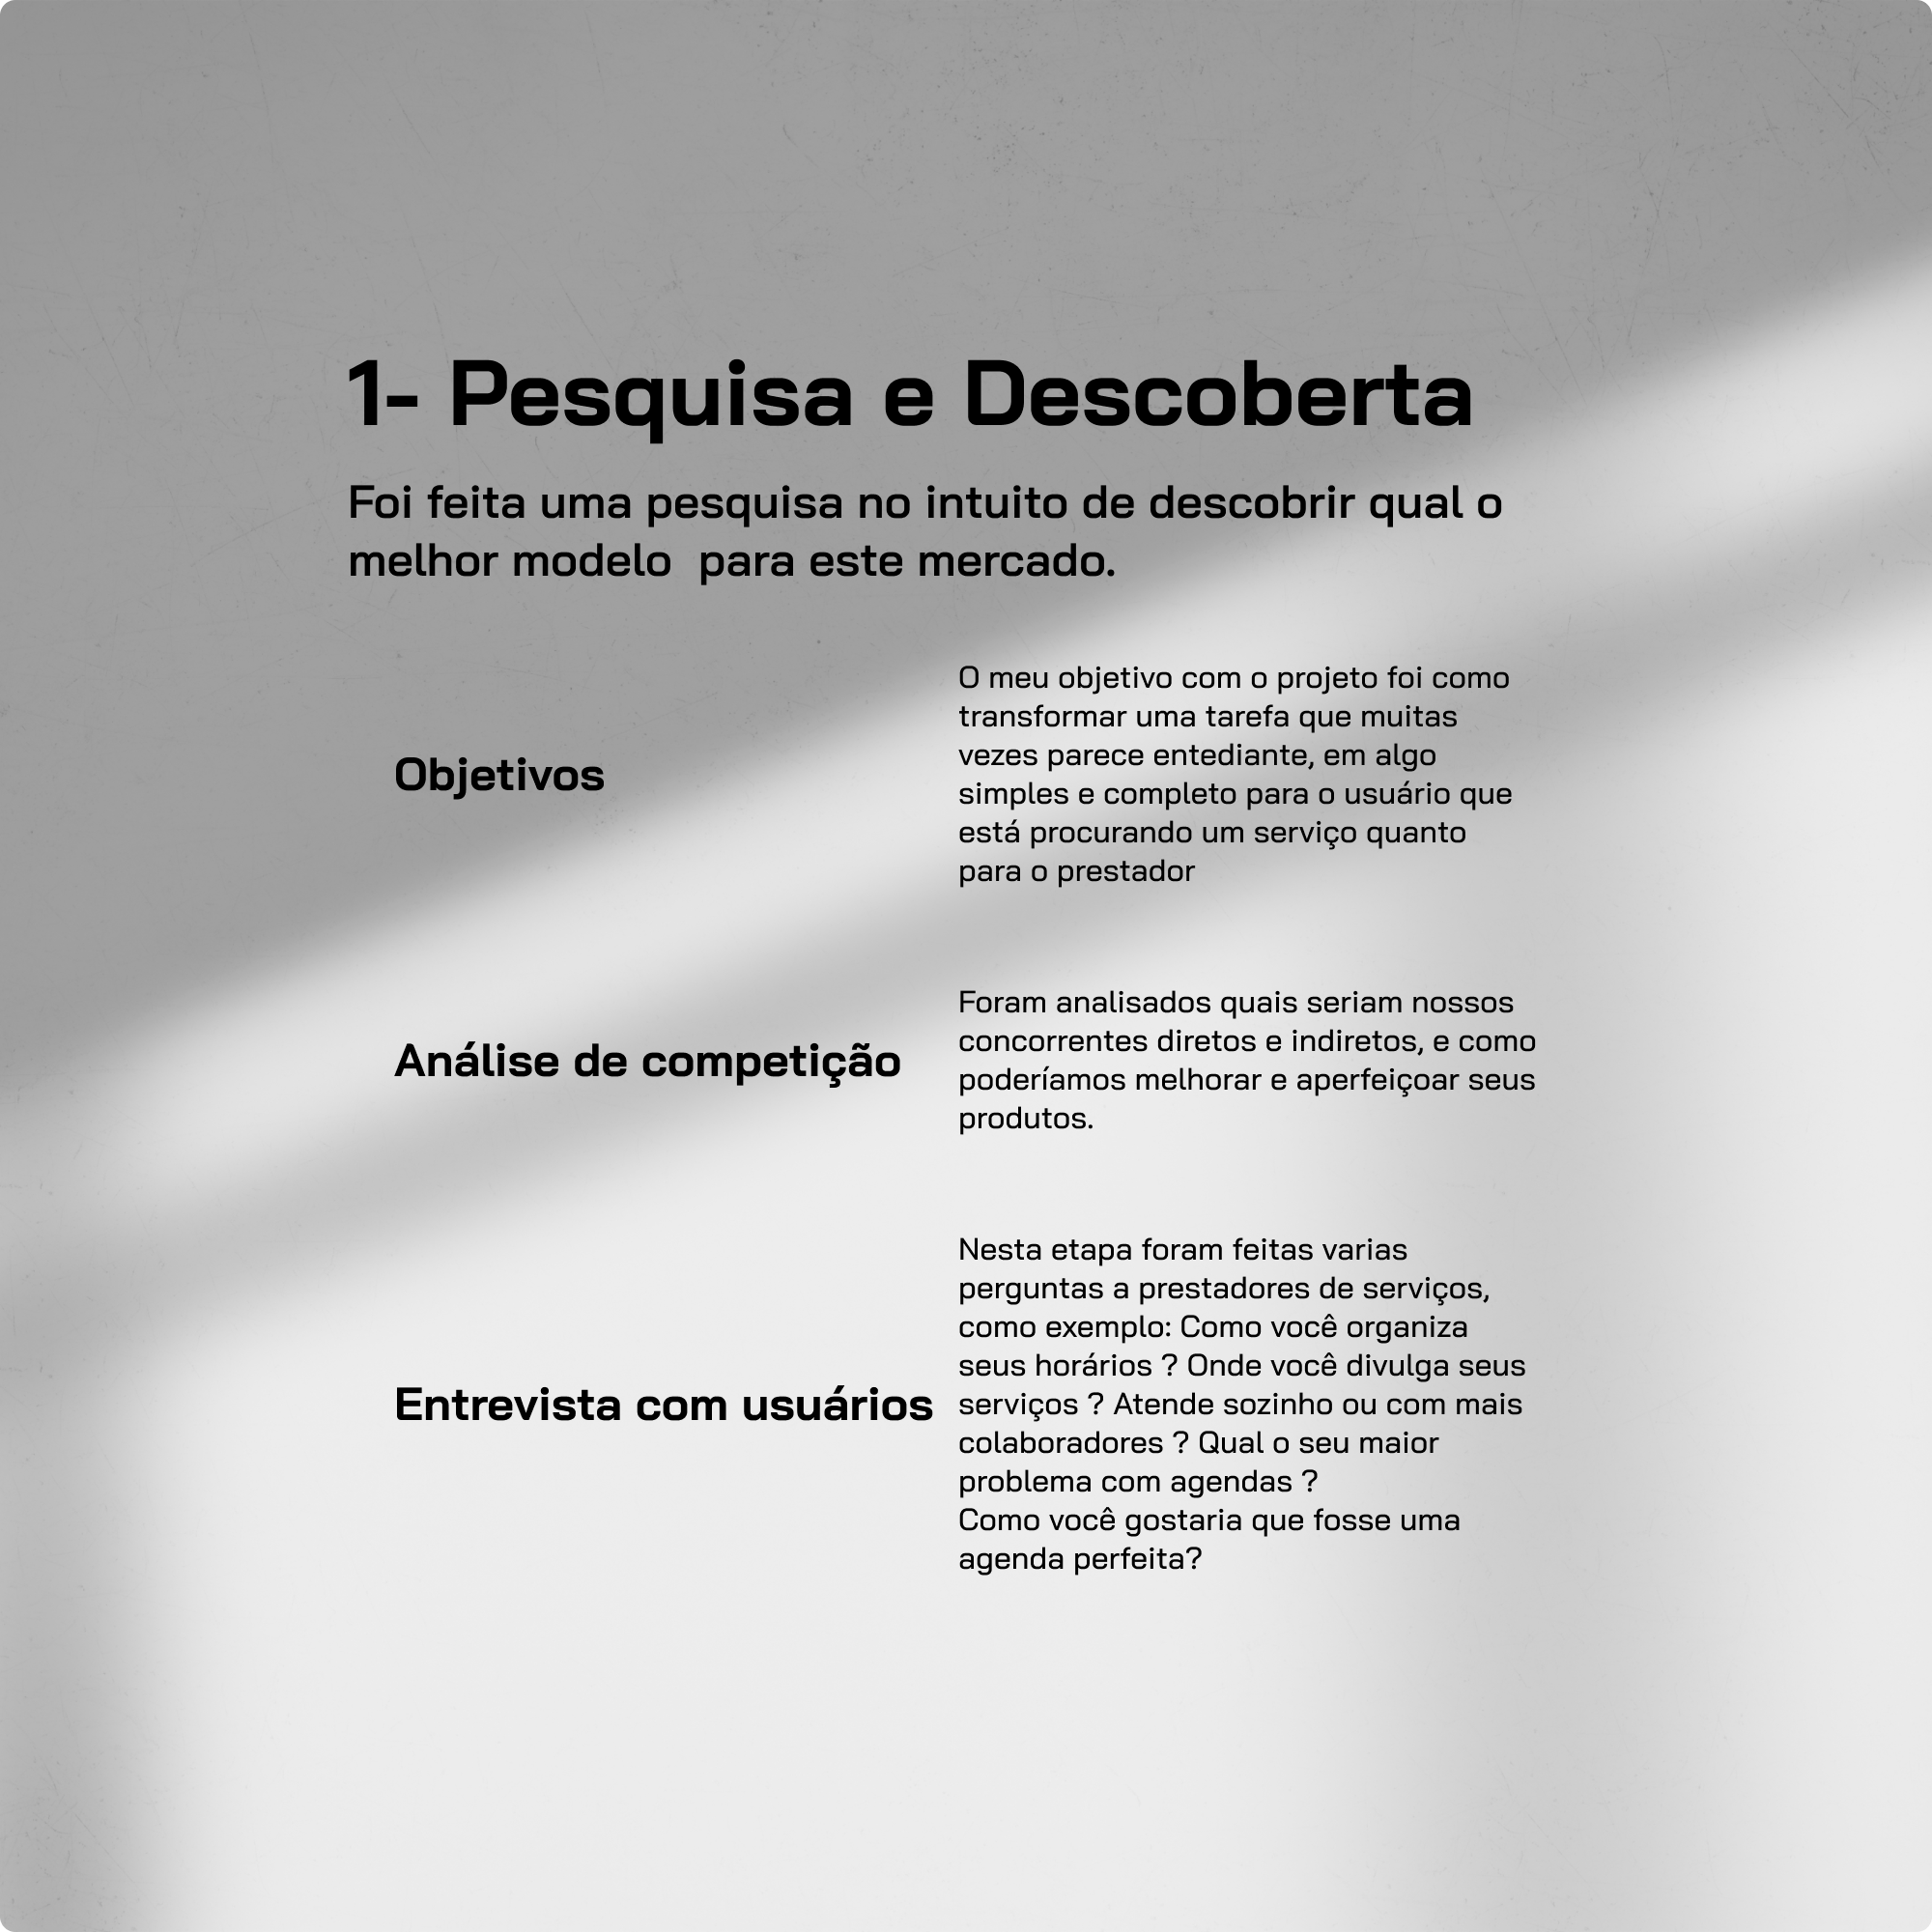 1- Pesquisa e Descoberta
Foi feita uma pesquisa no intuito de descobrir qual o
melhor modelo  para este mercado.
Objetivos
O meu objetivo com o projeto foi como
transformar uma tarefa que muitas
vezes parece entediante, em algo
simples e completo para o usuário que
está procurando um serviço quanto
para o prestador
Análise de competição
Foram analisados quais seriam nossos
concorrentes diretos e indiretos, e como
poderíamos melhorar e aperfeiçoar seus
produtos.
Entrevista com usuários
Nesta etapa foram feitas varias
perguntas a prestadores de serviços,
como exemplo: Como você organiza
seus horários ? Onde você divulga seus
serviços ? Atende sozinho ou com mais
colaboradores ? Qual o seu maior
problema com agendas ?
Como você gostaria que fosse uma
agenda perfeita?